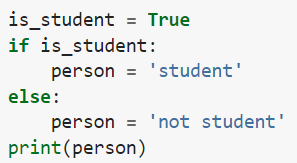 is_student = True
if is_student:
    person = 'student'
else:
    person = 'not student'
print(person)